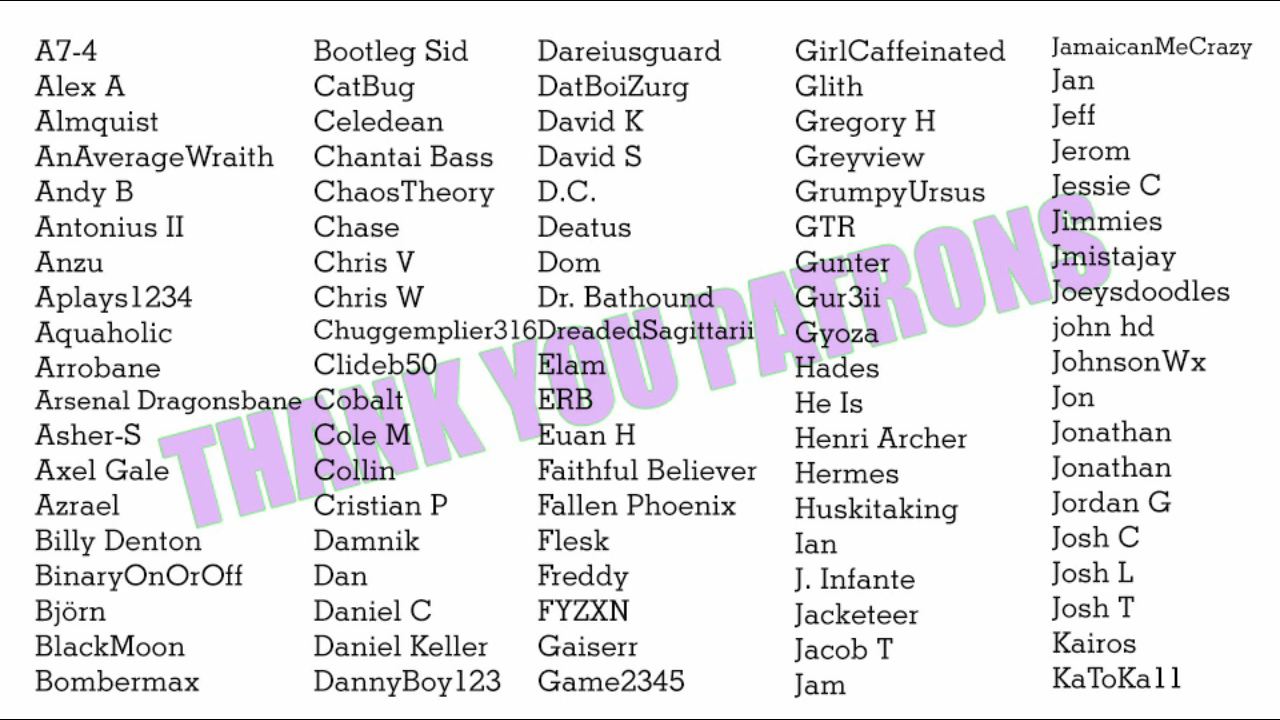 A7-4
Alex A
Almquist
AnAverageWraith
Andy B
Antonius II
Anzu
Aplays1234
Aquaholic
Arrobane
Arsenal Dragonsbane
Asher-S
Axel Gale
Azrael
Billy Denton
BinaryOnOrOff
Björn
BlackMoon
Bombermax
Bootleg Sid
CatBug
Celedean
Chantai Bass
ChaosTheory
Chase
Chris V
Chris W
Chuggemplier316
Clideb50
Cobalt
Cole M
Collin
Cristian P
Damnik
Dan
Daniel C
Daniel Keller
DannyBoy123
Dareiusguard
DatBoiZurg
David K
David S
D.C.
Deatus
Dom
Dr. Bathound
DreadedSagittarii
Elam
ERB
Euan H
Faithful Believer
Fallen Phoenix
Flesk
Freddy
FYZXN
Gaiserr
Game2345
GirlCaffeinated
Glith
Gregory H
Greyview
GrumpyUrsus
GTR
Gunter
Gur3ii
Gyoza
Hades
He Is
Henri Archer
Hermes
Huskitaking
Ian
J. Infante
Jacketeer
Jacob T
Jam
JamaicanMeCrazy
Jan
Jeff
Jerom
Jessie C
Jimmies
Jmistajay
Joeysdoodles
john hd
JohnsonWx
Jon
Jonathan
Jonathan
Jordan G
Josh C
Josh L
Josh T
Kairos
KaToKa11
THANK YOU PATRONS